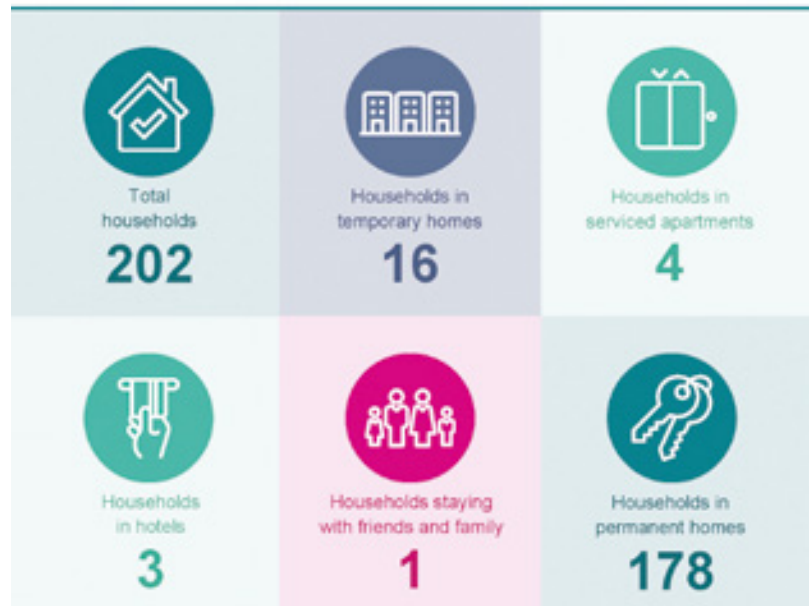 Total
households
202
Households in
temporary homes
16
Households in
serviced apartments
4
Households
in hotels
3
Households staying
with friends and family
1
Households in
permanent homes
178